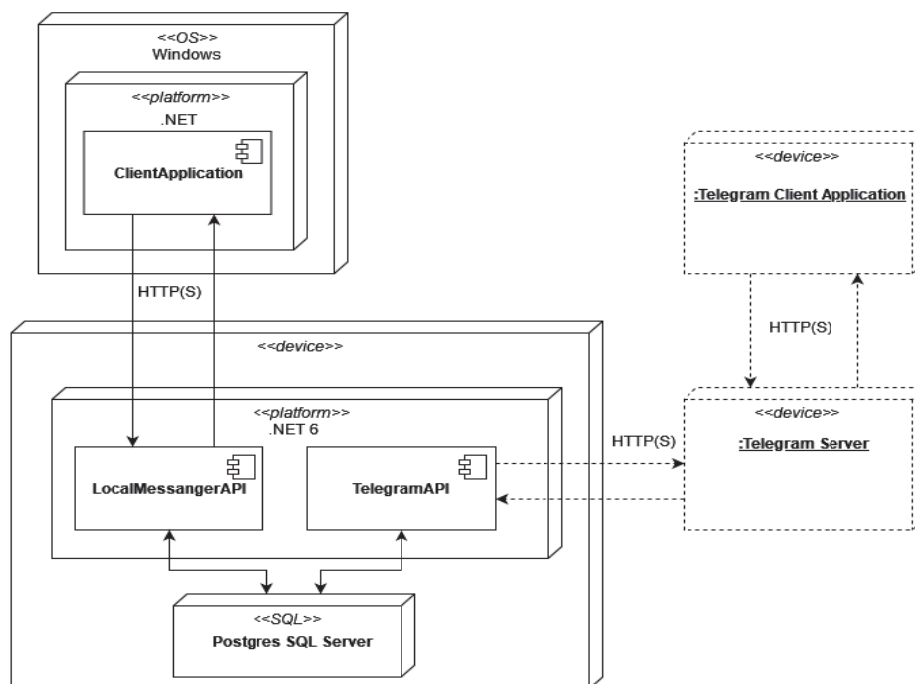 <<OS>>
Windows
<<platform>>
.NET
ClientApplication
HTTP(S)
<<device>>
:Telegram Client Application
HTTP(S)
<<device>>
<<platform>>
.NET 6
LocalMessangerAPI
TelegramAPI
HTTP(S)
<<device>>
:Telegram Server
<<SQL>>
Postgres SQL Server